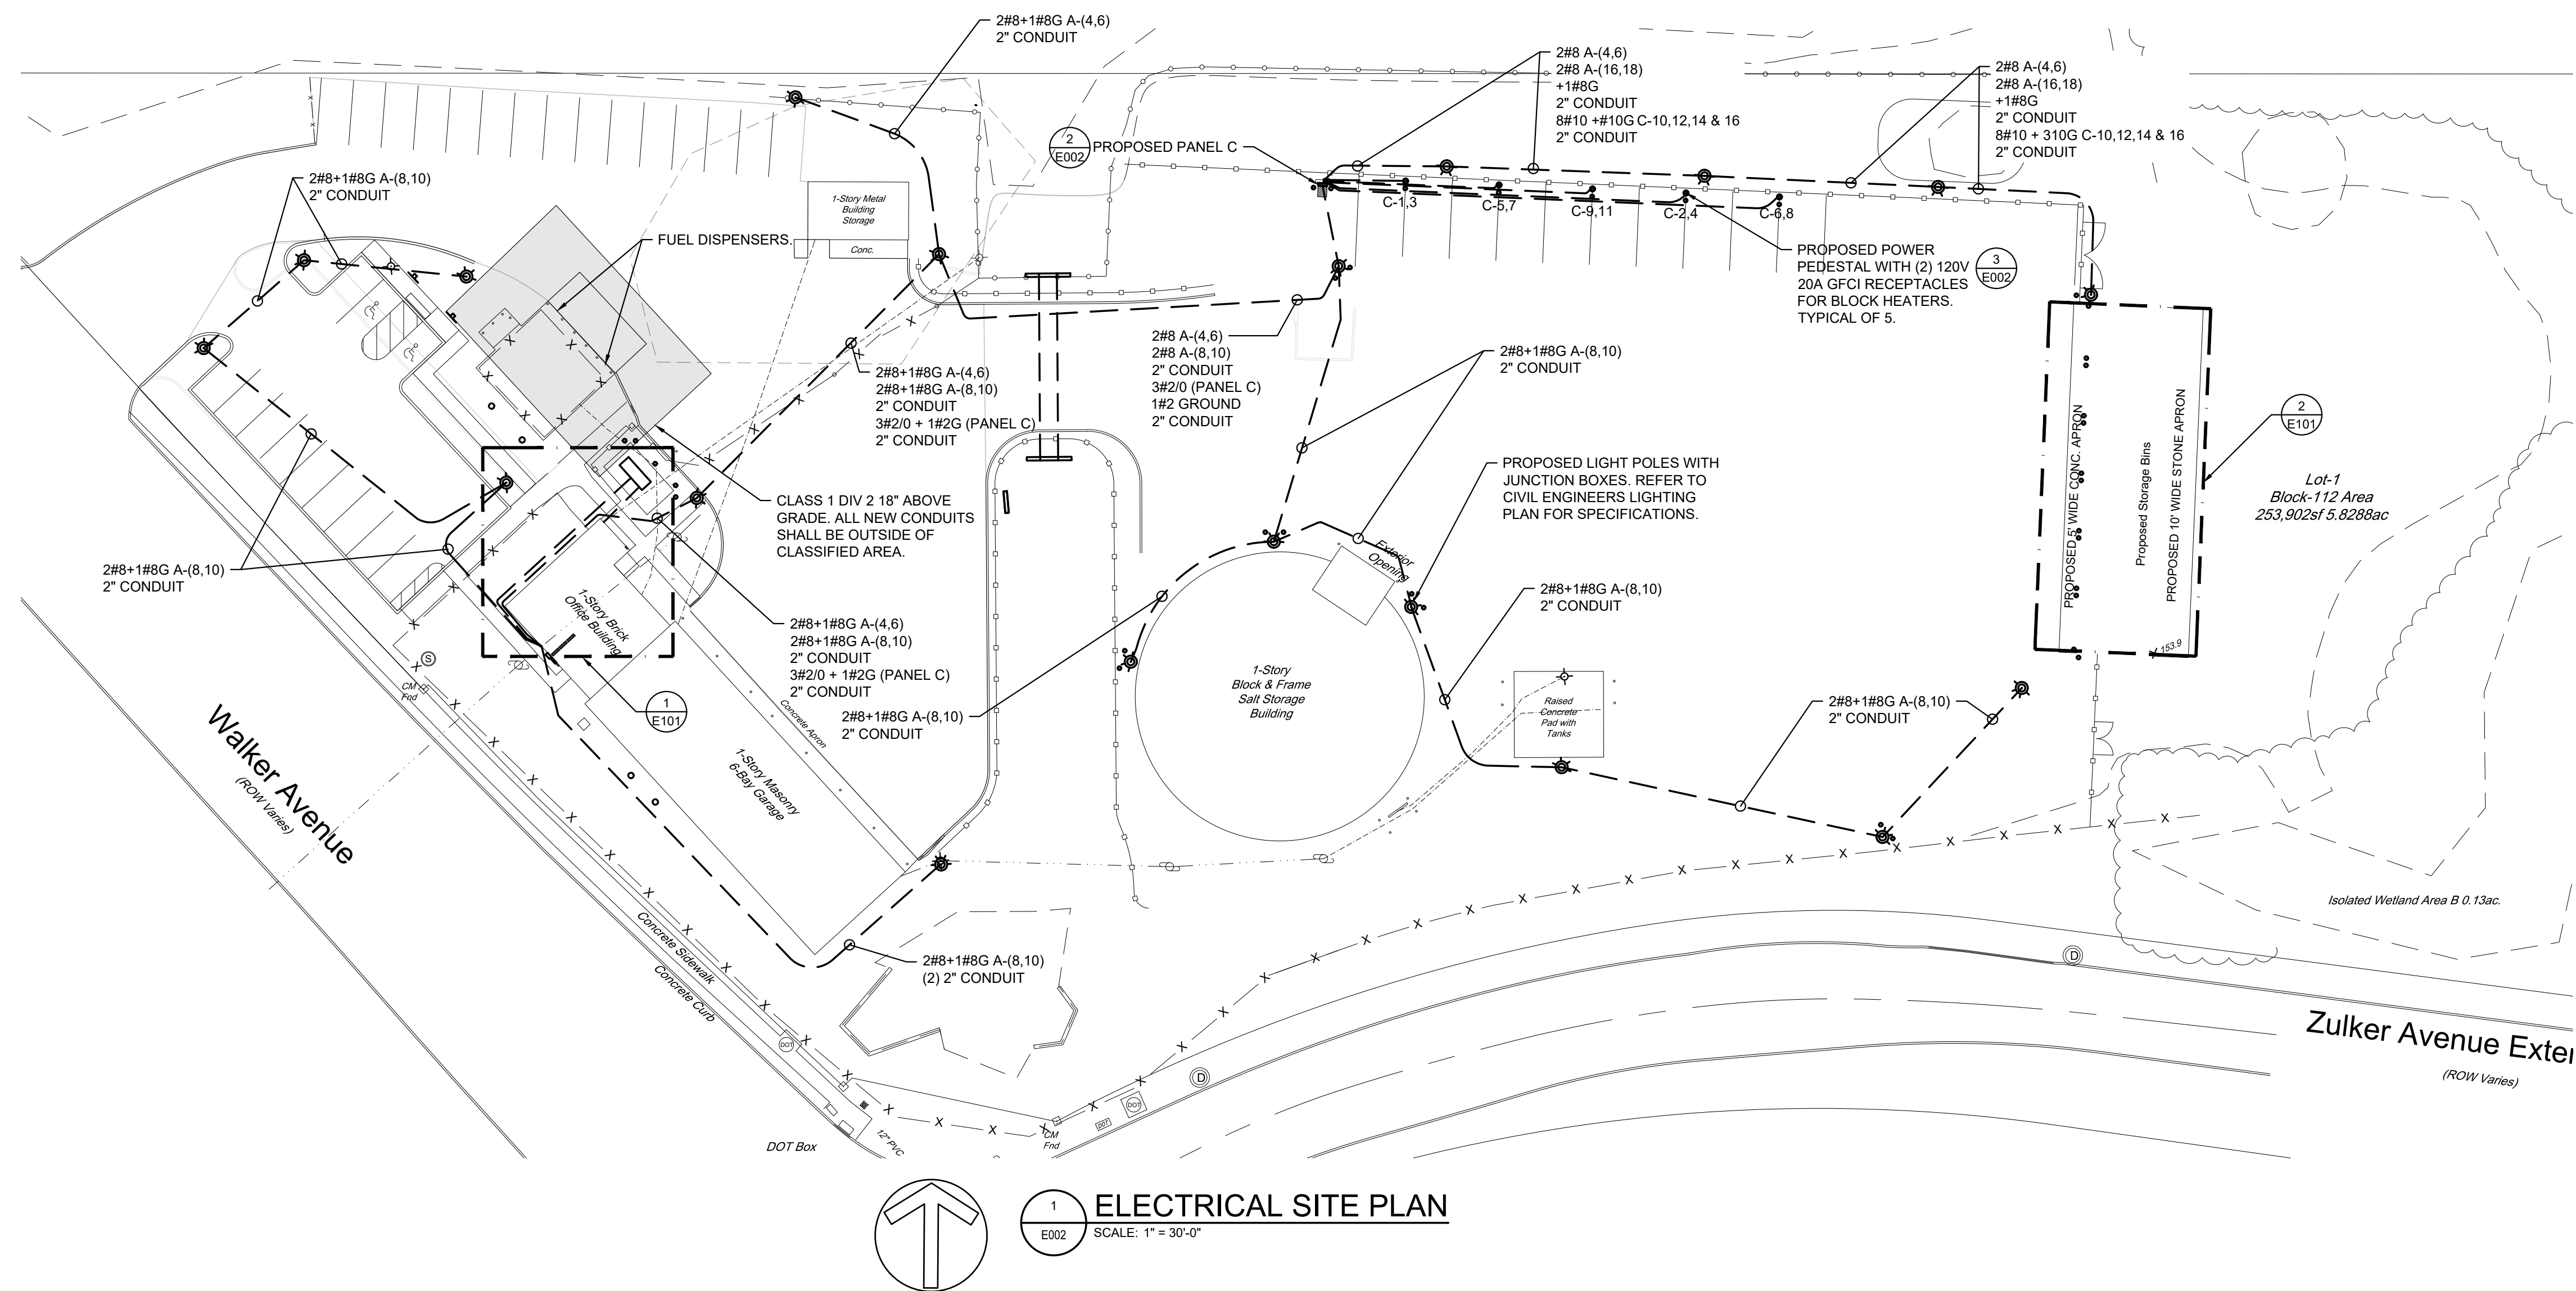 2#8+1#8G A-(4,6)
2" CONDUIT
2#8 A-(4,6)
2#8 A-(16,18)
+1#8G
2" CONDUIT
8#10 +#10G C-10,12,14 & 16
2" CONDUIT
2#8 A-(4,6)
2#8 A-(16,18)
+1#8G
2" CONDUIT
8#10 + 310G C-10,12,14 & 16
2" CONDUIT
2
E002
PROPOSED PANEL C
2#8+1#8G A-(8,10)
2" CONDUIT
1-Story Metal
Building
Storage
Conc.
FUEL DISPENSERS.
C-1,3
C-5,7
C-9,11
C-2,4
C-6,8
PROPOSED POWER
PEDESTAL WITH (2) 120V
20A GFCI RECEPTACLES
FOR BLOCK HEATERS.
TYPICAL OF 5.
3
E002
2#8+1#8G A-(4,6)
2#8+1#8G A-(8,10)
2" CONDUIT
3#2/0 + 1#2G (PANEL C)
2" CONDUIT
2#8 A-(4,6)
2#8 A-(8,10)
2" CONDUIT
3#2/0 (PANEL C)
1#2 GROUND
2" CONDUIT
2#8+1#8G A-(8,10)
2" CONDUIT
PROPOSED LIGHT POLES WITH
JUNCTION BOXES. REFER TO
CIVIL ENGINEERS LIGHTING
PLAN FOR SPECIFICATIONS.
PROPOSED 5' WIDE CONC. APRON
Proposed Storage Bins
PROPOSED 10' WIDE STONE APRON
2
E101
Lot-1
Block-112 Area
253,902sf 5.8288ac
153.9
CLASS 1 DIV 2 18" ABOVE
GRADE. ALL NEW CONDUITS
SHALL BE OUTSIDE OF
CLASSIFIED AREA.
2#8+1#8G A-(8,10)
2" CONDUIT
Exterior
Opening
2#8+1#8G A-(8,10)
2" CONDUIT
1-Story Brick
Office Building
2#8+1#8G A-(4,6)
2#8+1#8G A-(8,10)
2" CONDUIT
3#2/0 + 1#2G (PANEL C)
2" CONDUIT
2#8+1#8G A-(8,10)
2" CONDUIT
1-Story
Block & Frame
Salt Storage
Building
Raised
Concrete
Pad with
Tanks
2#8+1#8G A-(8,10)
2" CONDUIT
S
CM
Fnd
1
E101
Walker Avenue
(ROW Varies)
Concrete Apron
1-Story Masonry
6-Bay Garage
Concrete Sidewalk
Concrete Curb
2#8+1#8G A-(8,10)
(2) 2" CONDUIT
Isolated Wetland Area B 0.13ac.
D
Zulker Avenue Exte
(ROW Varies)
DOT
D
DOT
DOT
CM
Fnd
12" PVC
DOT Box
1
E002
ELECTRICAL SITE PLAN
SCALE: 1" = 30'-0"